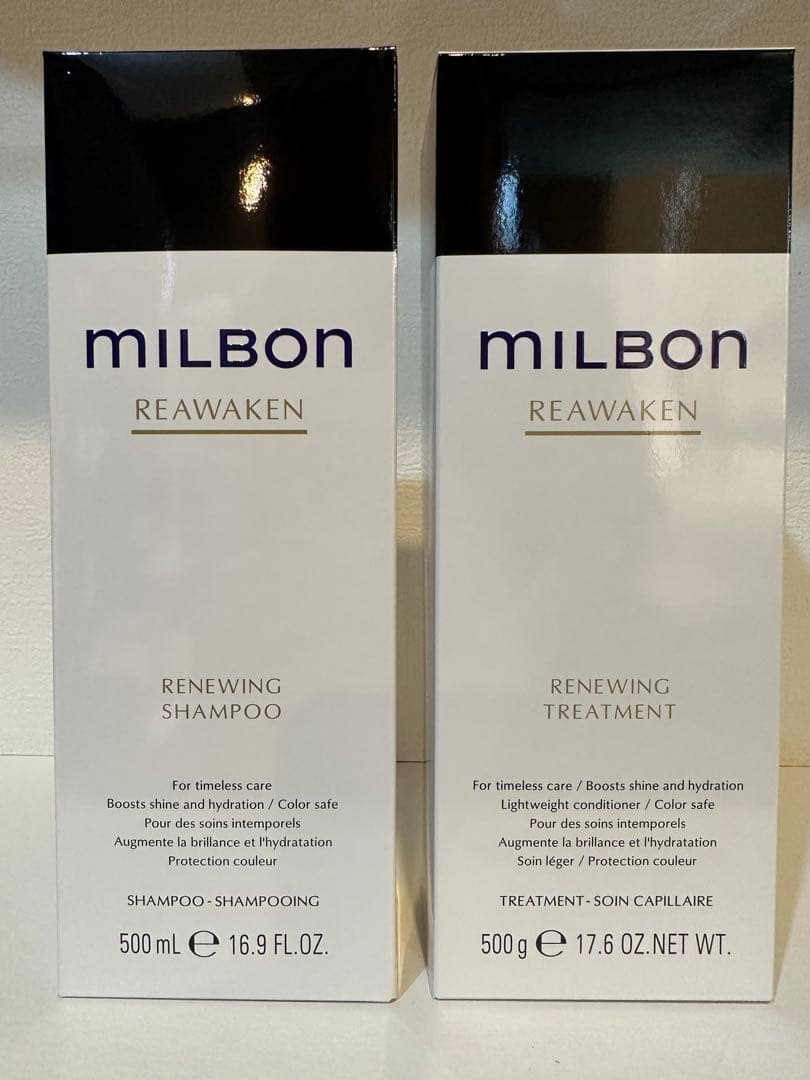 MILBON
REAWAKEN
RENEWING
SHAMPOO
For timeless care
Boosts shine and hydration / Color safe
Pour des soins intemporels
Augmente la brillance et l'hydratation
Protection couleur
SHAMPOO - SHAMPOOING
500 mL ℮ 16.9 FL.OZ.
MILBON
REAWAKEN
RENEWING
TREATMENT
For timeless care / Boosts shine and hydration
Lightweight conditioner / Color safe
Pour des soins intemporels
Augmente la brillance et l'hydratation
Soin léger / Protection couleur
TREATMENT - SOIN CAPILLAIRE
500 g ℮ 17.6 OZ.NET WT.